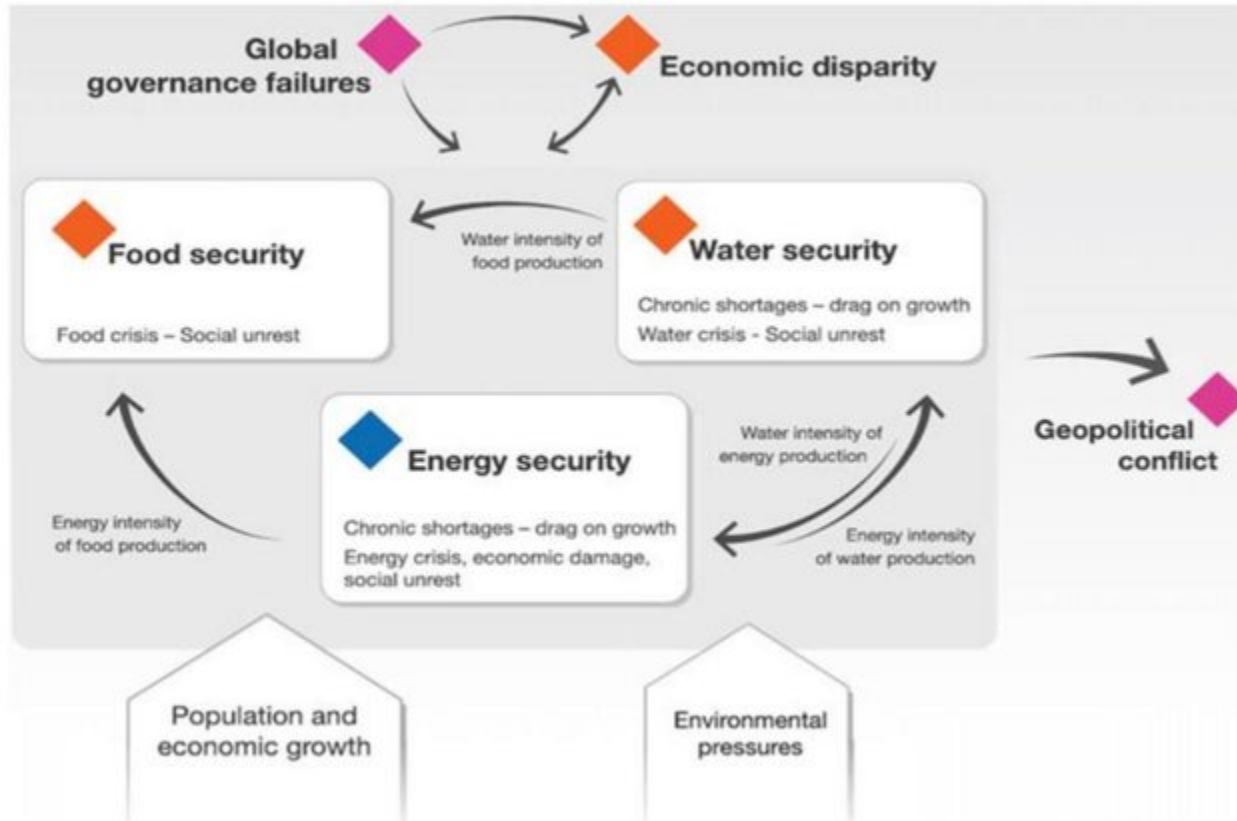 Global
governance failures
Economic disparity
Food security
Food crisis – Social unrest
Water intensity of
food production
Water security
Chronic shortages – drag on growth
Water crisis - Social unrest
Geopolitical
conflict
Energy security
Chronic shortages – drag on growth
Energy crisis, economic damage,
social unrest
Water intensity of
energy production
Energy intensity
of food production
Energy intensity
of water production
Population and
economic growth
Environmental
pressures